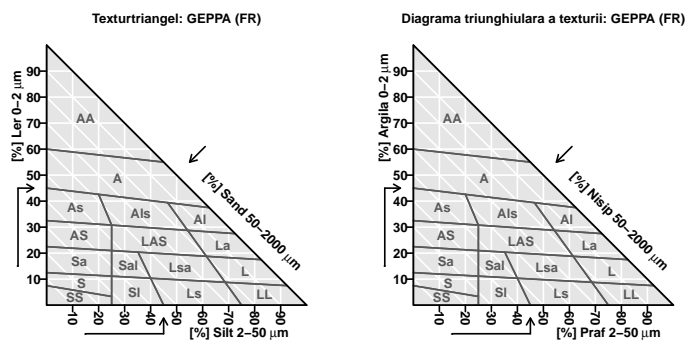 Texturtriangel: GEPPA (FR)
[%] Ler 0−2 µm
[%] Sand 50−2000 µm
[%] Silt 2−50 µm
90
80
70
60
50
40
30
20
10
10 20 30 40 50 60 70 80 90
AA
A
As Als Al
AS LAS La
Sa Sal Lsa L
S
SS Sl Ls LL
Diagrama triunghiulara a texturii: GEPPA (FR)
[%] Argila 0−2 µm
[%] Nisip 50−2000 µm
[%] Praf 2−50 µm
90
80
70
60
50
40
30
20
10
10 20 30 40 50 60 70 80 90
AA
A
As Als Al
AS LAS La
Sa Sal Lsa L
S
SS Sl Ls LL